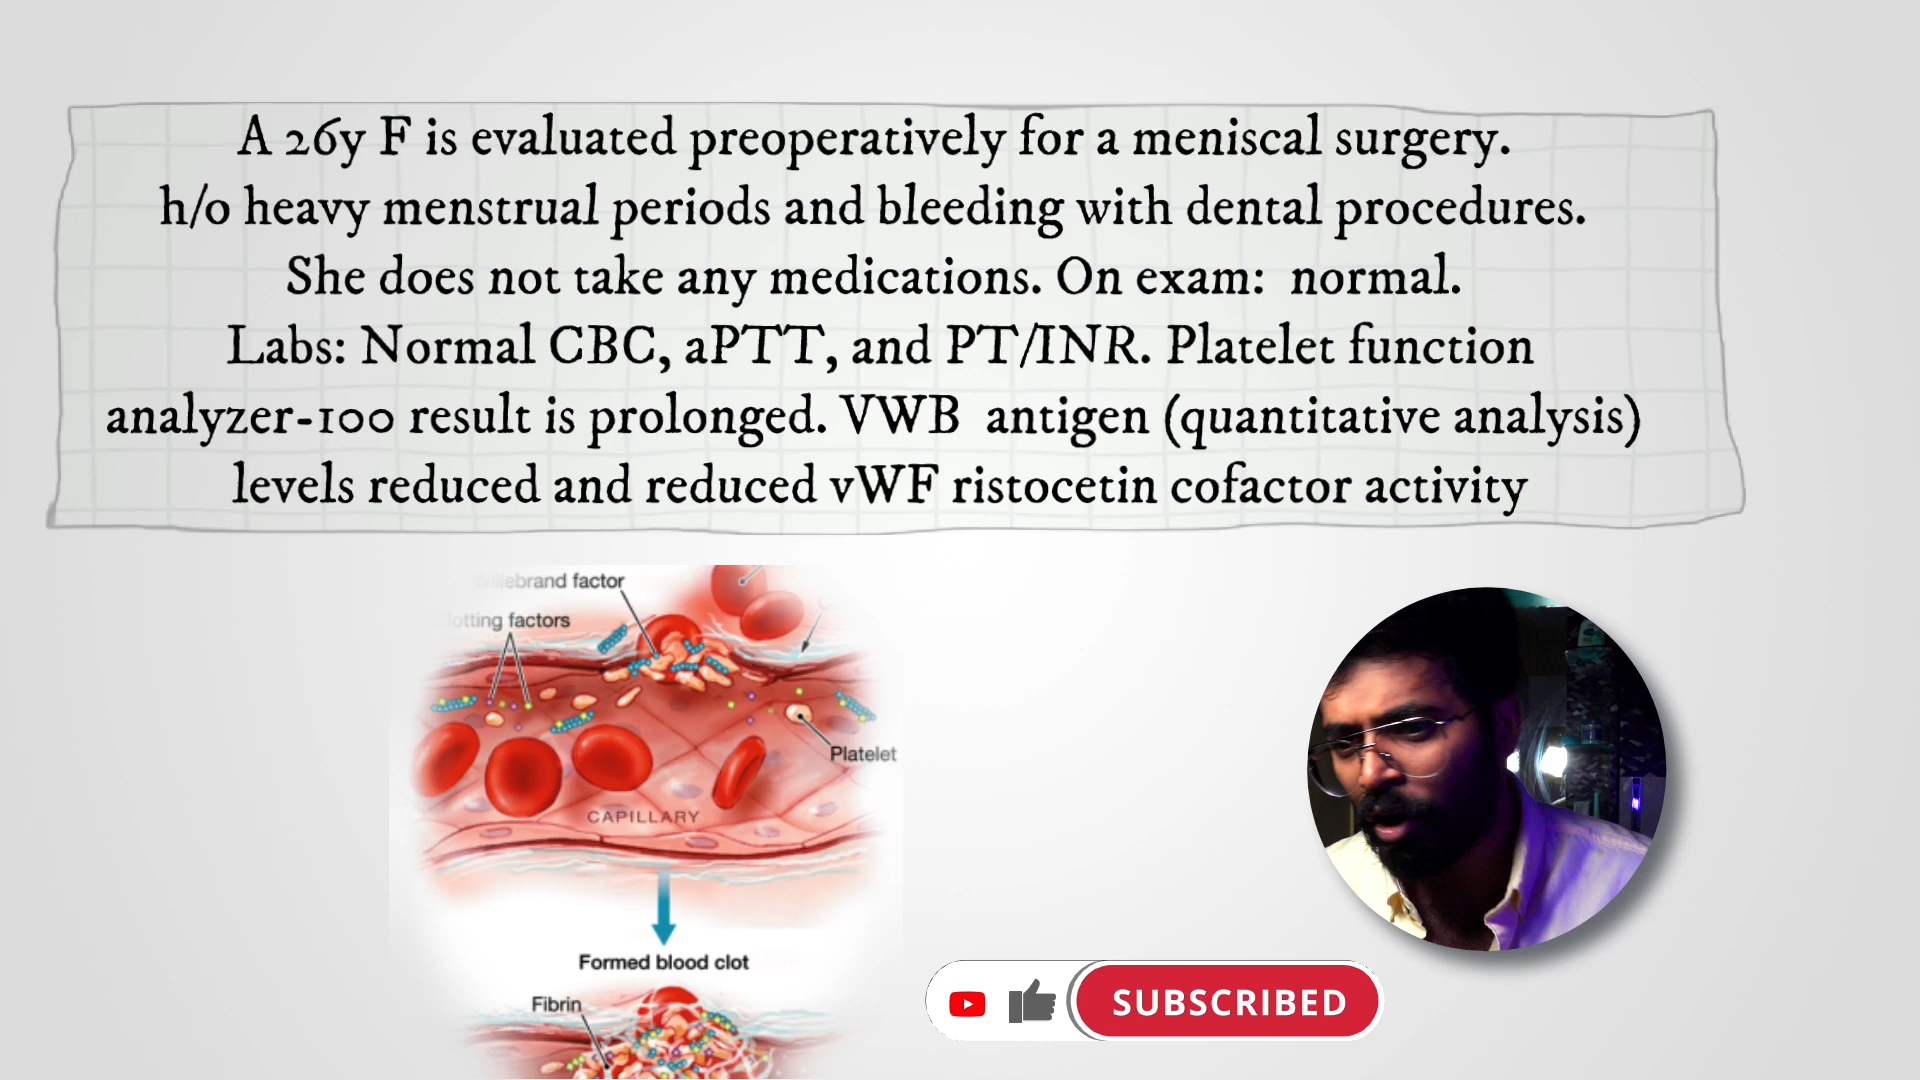 A 26y F is evaluated preoperatively for a meniscal surgery.
h/o heavy menstrual periods and bleeding with dental procedures.
She does not take any medications. On exam: normal.
Labs: Normal CBC, aPTT, and PT/INR. Platelet function
analyzer-100 result is prolonged. VWB antigen (quantitative analysis)
levels reduced and reduced vWF ristocetin cofactor activity
factor
factors
Platelet
CAPILLARY
Formed blood clot
Fibrin
SUBSCRIBED